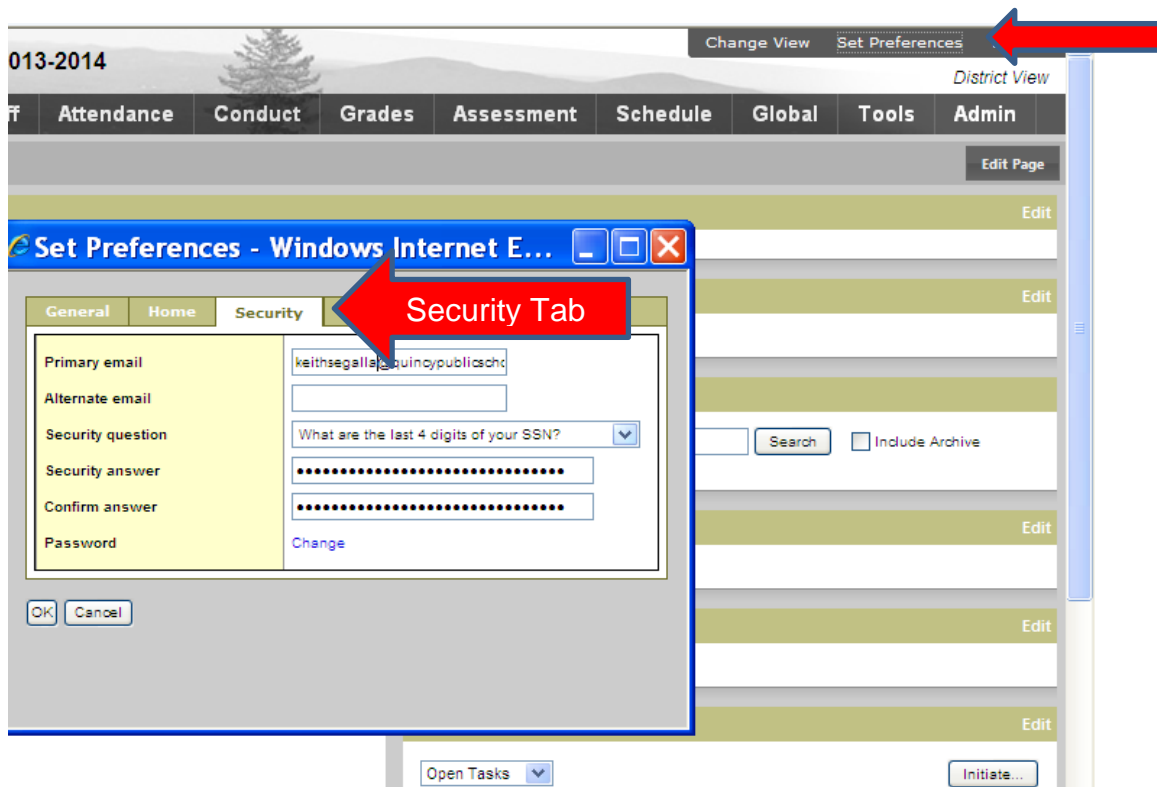 013-2014
Change View Set Preferences
District View
ff Attendance Conduct Grades Assessment Schedule Global Tools Admin
Edit Page
Edit
Set Preferences - Windows Internet E...
Edit
General Home Security
Security Tab
Primary email keithsegalla@quincypublicscho
Alternate email
Security question What are the last 4 digits of your SSN?
Search Include Archive
Security answer •••••••••••••••••••••••••••••••
Confirm answer •••••••••••••••••••••••••••••••
Edit
Password Change
OK Cancel
Edit
Edit
Open Tasks Initiate...